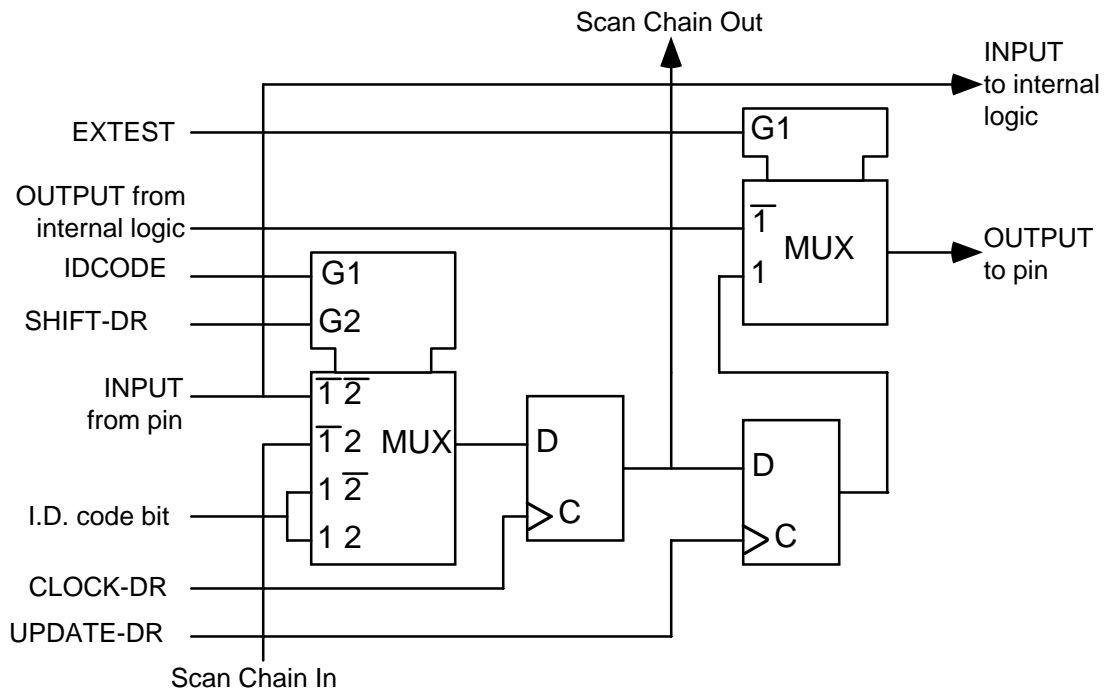 Scan Chain Out
INPUT
to internal
logic
EXTEST
G1
OUTPUT from
internal logic
1̅
MUX
OUTPUT
to pin
1
IDCODE
G1
SHIFT-DR
G2
INPUT
from pin
1̅ 2̅
1̅ 2
MUX
D
D
1 2̅
I.D. code bit
C
1 2
C
CLOCK-DR
UPDATE-DR
Scan Chain In